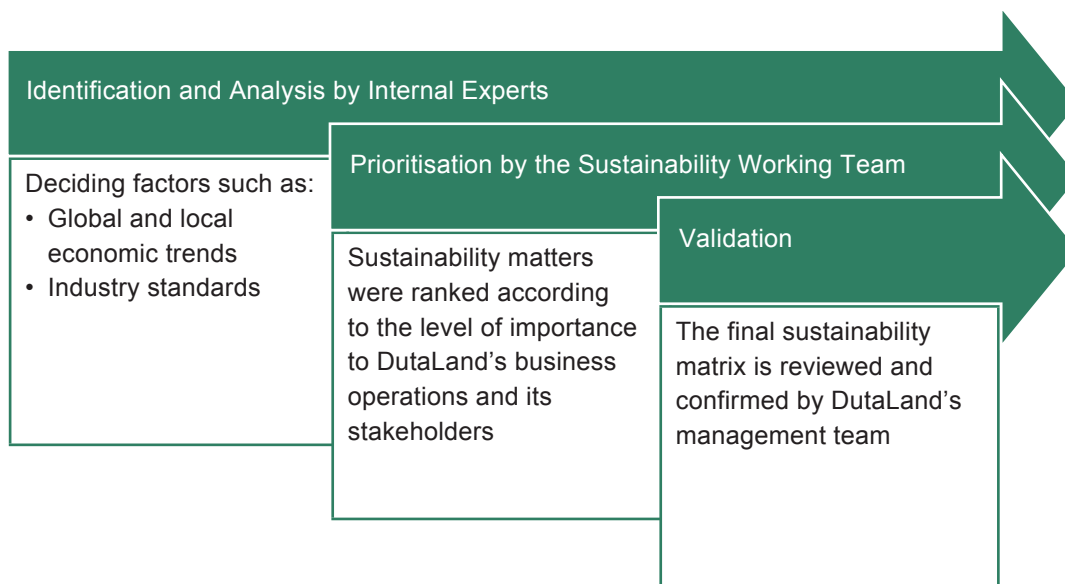 Identification and Analysis by Internal Experts
Deciding factors such as:
• Global and local
economic trends
• Industry standards
Prioritisation by the Sustainability Working Team
Sustainability matters
were ranked according
to the level of importance
to DutaLand’s business
operations and its
stakeholders
Validation
The final sustainability
matrix is reviewed and
confirmed by DutaLand’s
management team